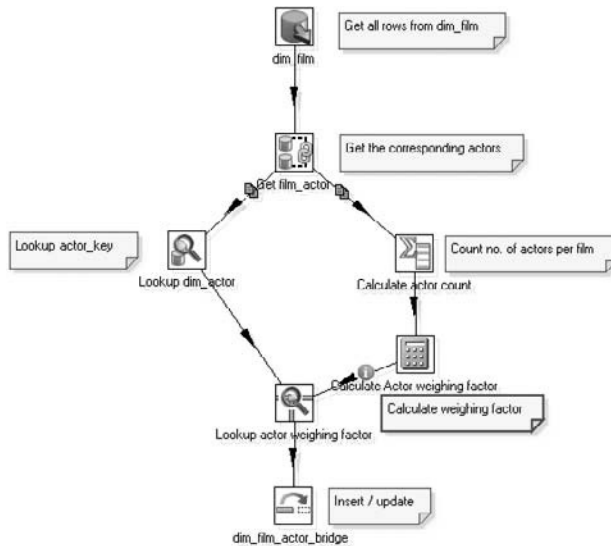 Get all rows from dim_film
dim_film
Get the corresponding actors
Get film_actor
Lookup actor_key
Count no. of actors per film
Lookup dim_actor
Calculate actor count
Calculate Actor weighing factor
Calculate weighing factor
Lookup actor weighing factor
Insert / update
dim_film_actor_bridge